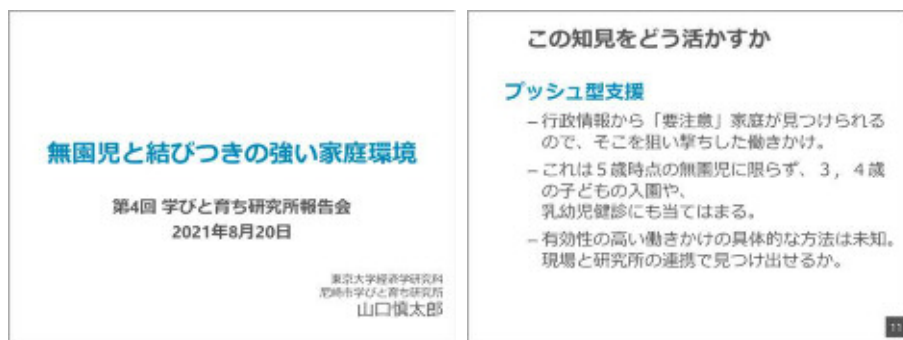 無園児と結びつきの強い家庭環境
第4回 学びと育ち研究所報告会
2021年8月20日
東京大学経済学研究科
尼崎市学びと育ち研究所
山口慎太郎
この知見をどう活かすか
プッシュ型支援
–行政情報から「要注意」家庭が見つけられる
ので、そこを狙い撃ちした働きかけ。
–これは5歳時点の無園児に限らず、3，4歳
の子どもの入園や、
乳幼児健診にも当てはまる。
–有効性の高い働きかけの具体的な方法は未知。
現場と研究所の連携で見つけ出せるか。
11